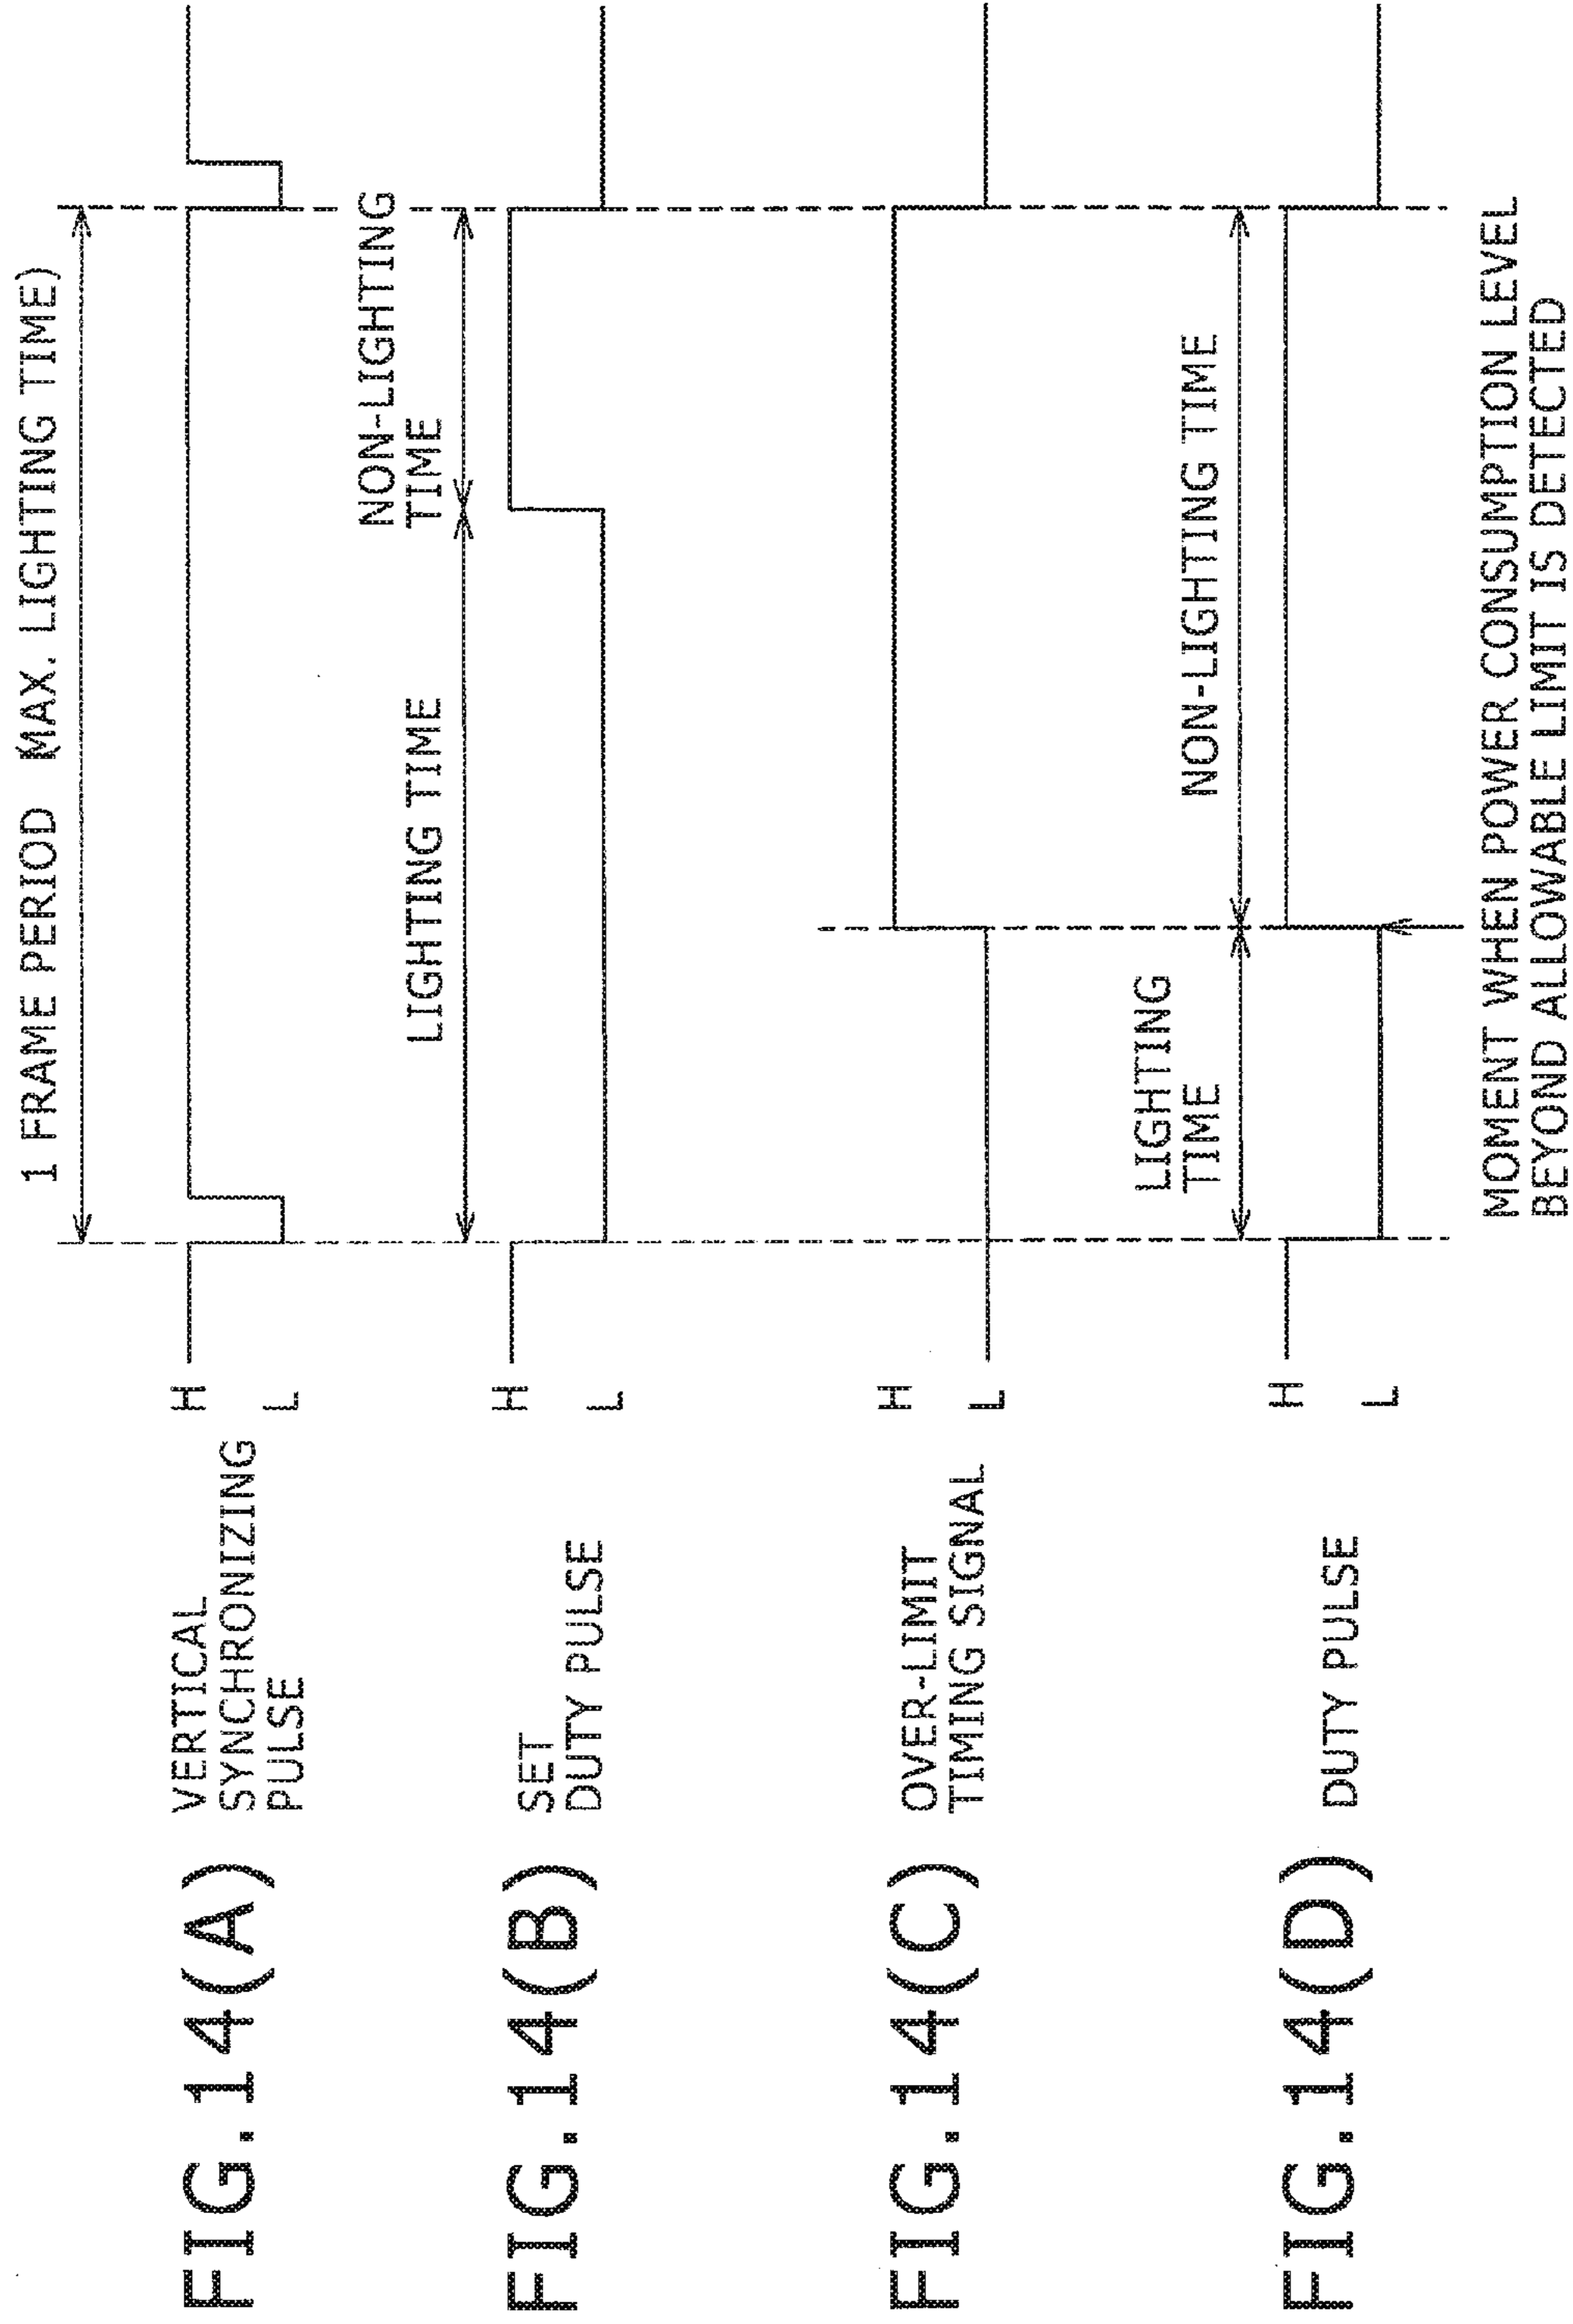 1 FRAME PERIOD (MAX. LIGHTING TIME)
FIG.14(A)
VERTICAL
SYNCHRONIZING
PULSE
H
L
FIG.14(B)
SET
DUTY PULSE
H
L
LIGHTING TIME
NON-LIGHTING
TIME
FIG.14(C)
OVER-LIMIT
TIMING SIGNAL
H
L
FIG.14(D)
DUTY PULSE
H
L
LIGHTING
TIME
NON-LIGHTING TIME
MOMENT WHEN POWER CONSUMPTION LEVEL
BEYOND ALLOWABLE LIMIT IS DETECTED